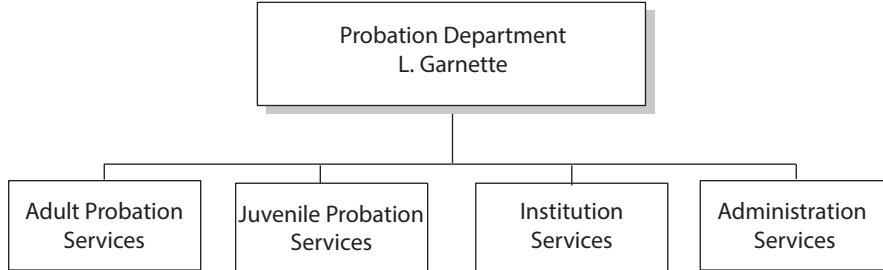 Probation Department
L. Garnette
Adult Probation
Services
Juvenile Probation
Services
Institution
Services
Administration
Services